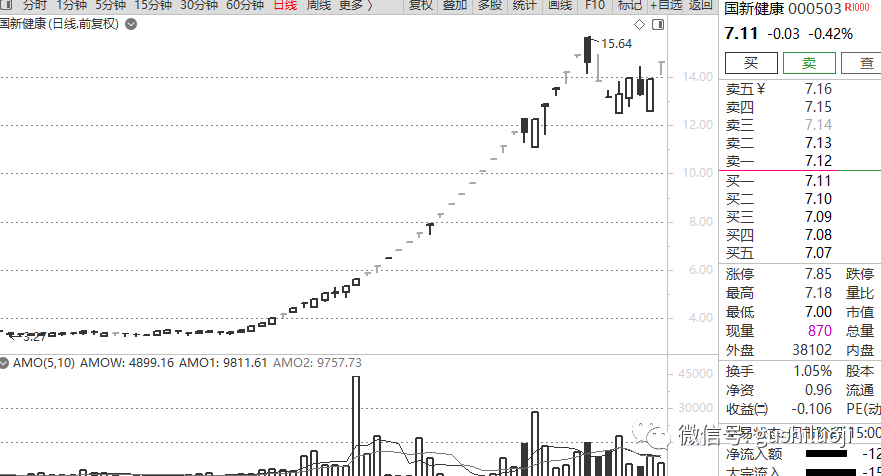 分时 1分钟 5分钟 15分钟 30分钟 60分钟 日线 周线 更多 〉 复权 叠加 多股 统计 画线 F10 标记 +自选 返回
国新健康 (日线.前复权)
15.64
14.00
12.00
10.00
8.00
6.00
4.00
3.27
AMO(5,10) AMOW: 4899.16 AMO1: 9811.61 AMO2: 9757.73
45000
30000
国新健康 000503 R1000
7.11 -0.03 -0.42%
买 卖 查
卖五 ¥ 7.16
卖四 7.15
卖三 7.14
卖二 7.13
卖一 7.12
买一 7.11
买二 7.10
买三 7.09
买四 7.08
买五 7.07
涨停 7.85 跌停
最高 7.18 量比
最低 7.00 市值
现量 870 总量
外盘 38102 内盘
换手 1.05% 股本
净资 0.96 流通
收益㈡ -0.106 PE(动
15:00
微信号: gushiuoji
净流入额 -12
大宗流入 -15